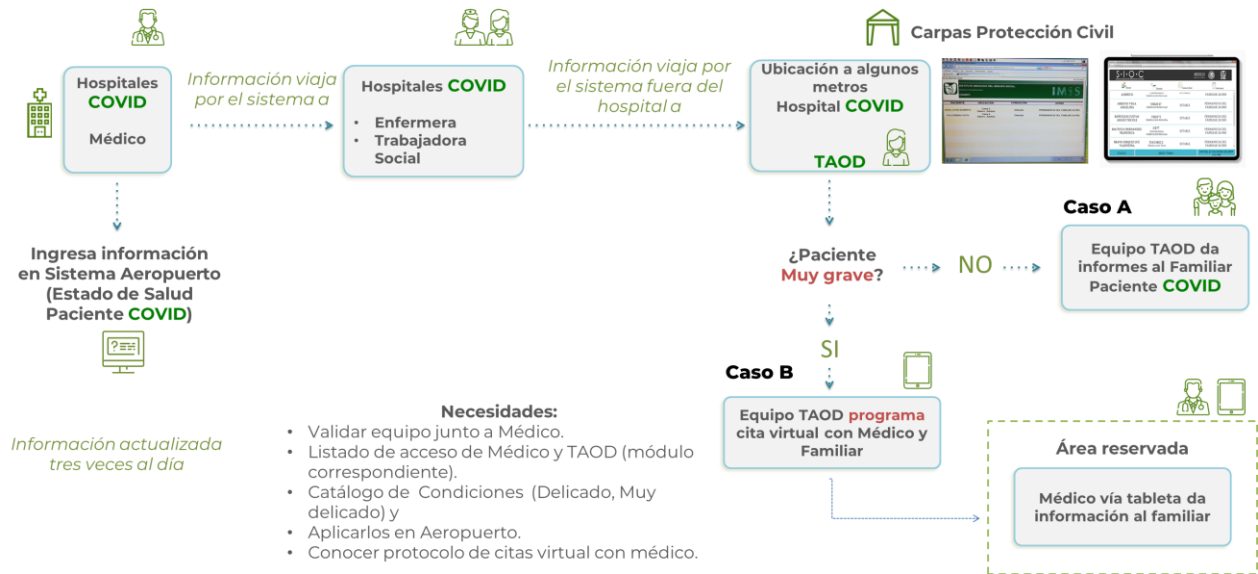 Carpas Protección Civil
Hospitales
COVID
Médico
Información viaja
por el sistema a
Hospitales COVID
• Enfermera
• Trabajadora
Social
Información viaja por
el sistema fuera del
hospital a
Ubicación a algunos
metros
Hospital COVID
TAOD
IMSS
S·I·O·C
Ingresa información
en Sistema Aeropuerto
(Estado de Salud
Paciente COVID)
¿Paciente
Muy grave?
NO
Caso A
Equipo TAOD da
informes al Familiar
Paciente COVID
SI
Caso B
Equipo TAOD programa
cita virtual con Médico y
Familiar
Área reservada
Médico vía tableta da
información al familiar
Información actualizada
tres veces al día
Necesidades:
• Validar equipo junto a Médico.
• Listado de acceso de Médico y TAOD (módulo
correspondiente).
• Catálogo de Condiciones (Delicado, Muy
delicado) y
• Aplicarlos en Aeropuerto.
• Conocer protocolo de citas virtual con médico.